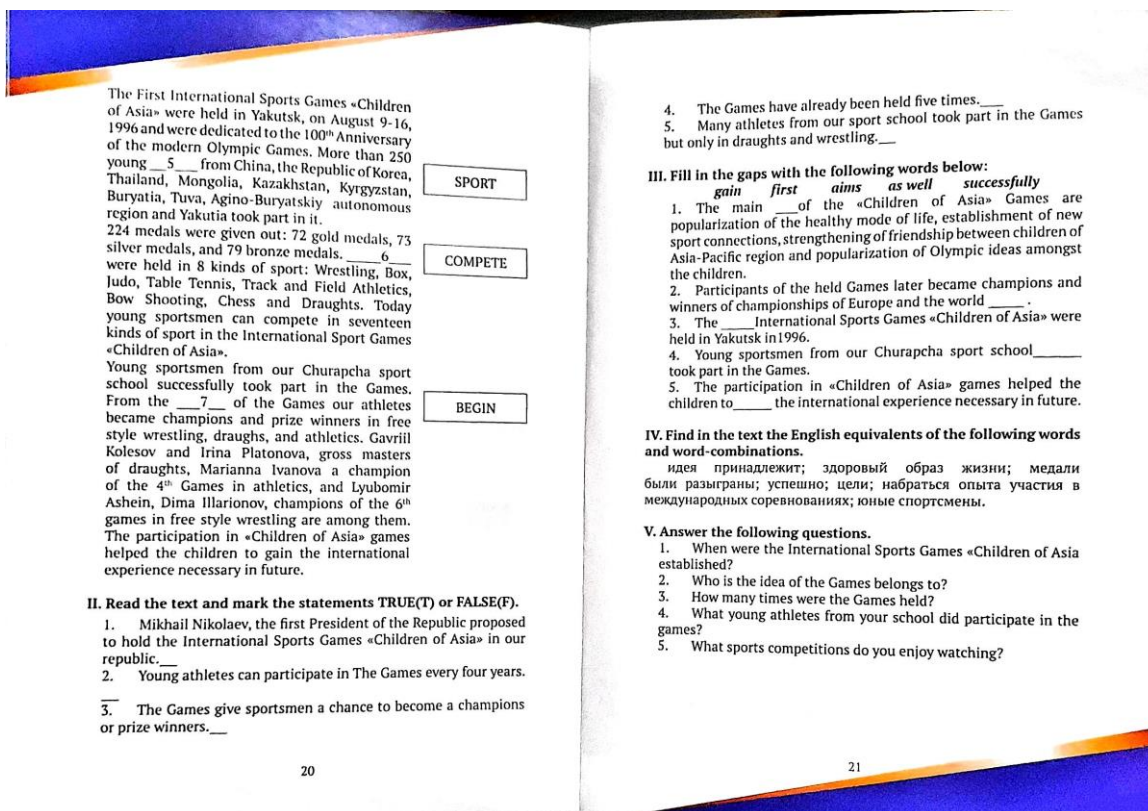 The First International Sports Games «Children
of Asia» were held in Yakutsk, on August 9-16,
1996 and were dedicated to the 100th Anniversary
of the modern Olympic Games. More than 250
young __5___ from China, the Republic of Korea,
Thailand, Mongolia, Kazakhstan, Kyrgyzstan,
Buryatia, Tuva, Agino-Buryatskiy autonomous
region and Yakutia took part in it.
224 medals were given out: 72 gold medals, 73
silver medals, and 79 bronze medals. _____6__
were held in 8 kinds of sport: Wrestling, Box,
Judo, Table Tennis, Track and Field Athletics,
Bow Shooting, Chess and Draughts. Today
young sportsmen can compete in seventeen
kinds of sport in the International Sport Games
«Children of Asia».
Young sportsmen from our Churapcha sport
school successfully took part in the Games.
From the ___7__ of the Games our athletes
became champions and prize winners in free
style wrestling, draughs, and athletics. Gavriil
Kolesov and Irina Platonova, gross masters
of draughts, Marianna Ivanova a champion
of the 4th Games in athletics, and Lyubomir
Ashein, Dima Illarionov, champions of the 6th
games in free style wrestling are among them.
The participation in «Children of Asia» games
helped the children to gain the international
experience necessary in future.
SPORT
COMPETE
BEGIN
II. Read the text and mark the statements TRUE(T) or FALSE(F).
1. Mikhail Nikolaev, the first President of the Republic proposed
to hold the International Sports Games «Children of Asia» in our
republic.__
2. Young athletes can participate in The Games every four years.
__
3. The Games give sportsmen a chance to become a champions
or prize winners.__
20
4. The Games have already been held five times.___
5. Many athletes from our sport school took part in the Games
but only in draughts and wrestling.__
III. Fill in the gaps with the following words below:
gain first aims as well successfully
1. The main ___of the «Children of Asia» Games are
popularization of the healthy mode of life, establishment of new
sport connections, strengthening of friendship between children of
Asia-Pacific region and popularization of Olympic ideas amongst
the children.
2. Participants of the held Games later became champions and
winners of championships of Europe and the world _____ .
3. The _____International Sports Games «Children of Asia» were
held in Yakutsk in1996.
4. Young sportsmen from our Churapcha sport school_______
took part in the Games.
5. The participation in «Children of Asia» games helped the
children to_____ the international experience necessary in future.
IV. Find in the text the English equivalents of the following words
and word-combinations.
идея принадлежит; здоровый образ жизни; медали
были разыграны; успешно; цели; набраться опыта участия в
международных соревнованиях; юные спортсмены.
V. Answer the following questions.
1. When were the International Sports Games «Children of Asia
established?
2. Who is the idea of the Games belongs to?
3. How many times were the Games held?
4. What young athletes from your school did participate in the
games?
5. What sports competitions do you enjoy watching?
21